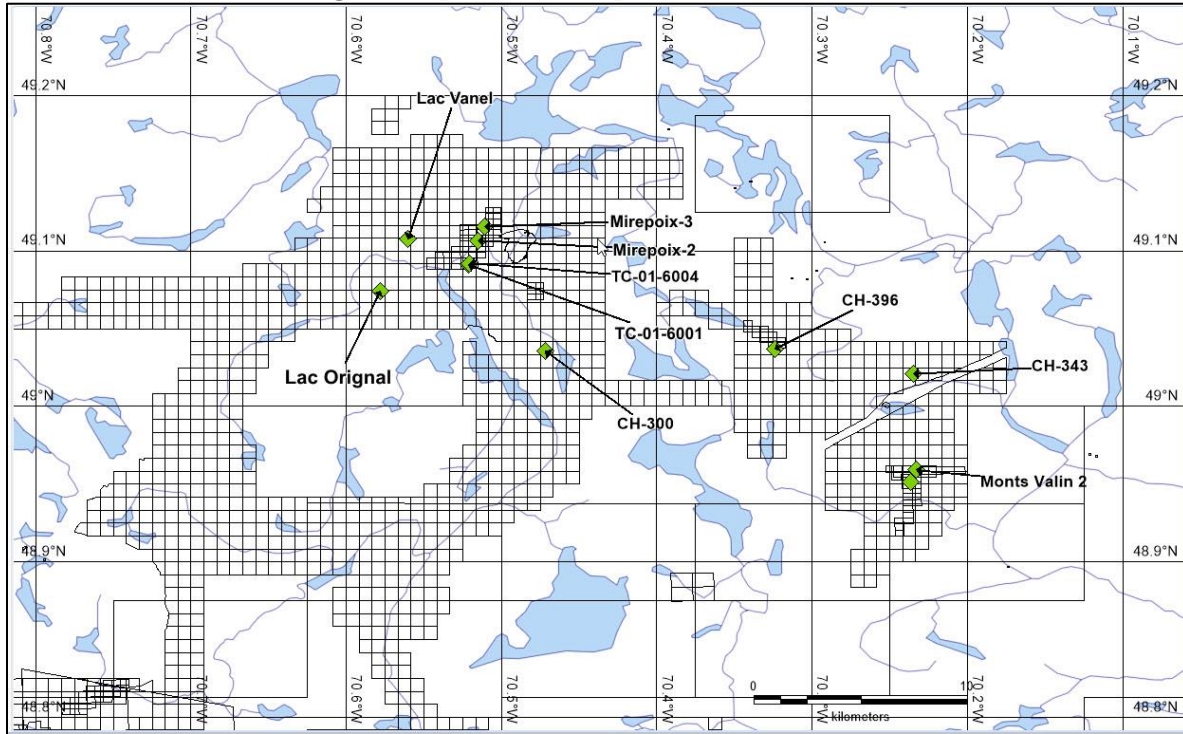 70.8°W
70.7°W
70.6°W
70.5°W
70.4°W
70.3°W
70.2°W
70.1°W
49.2°N
49.2°N
Lac Vanel
Mirepoix-3
49.1°N
Mirepoix-2
49.1°N
TC-01-6004
CH-396
TC-01-6001
CH-343
Lac Orignal
49°N
49°N
CH-300
Monts Valin 2
48.9°N
48.9°N
70.6°W
70.5°W
70.4°W
70.2°W
0
10
48.8°N
48.8°N
kilometers